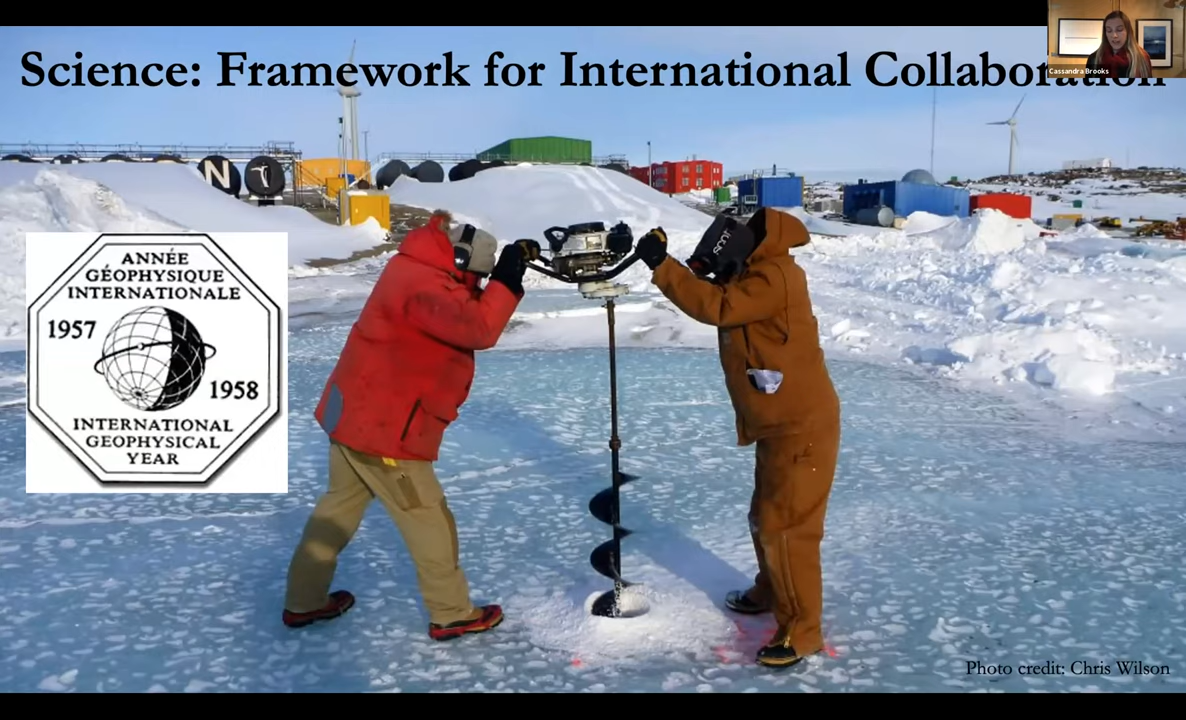 Science: Framework for International Collaboration
Cassandra Brooks
N
ANNÉE
GÉOPHYSIQUE
INTERNATIONALE
1957
1958
INTERNATIONAL
GEOPHYSICAL
YEAR
Photo credit: Chris Wilson